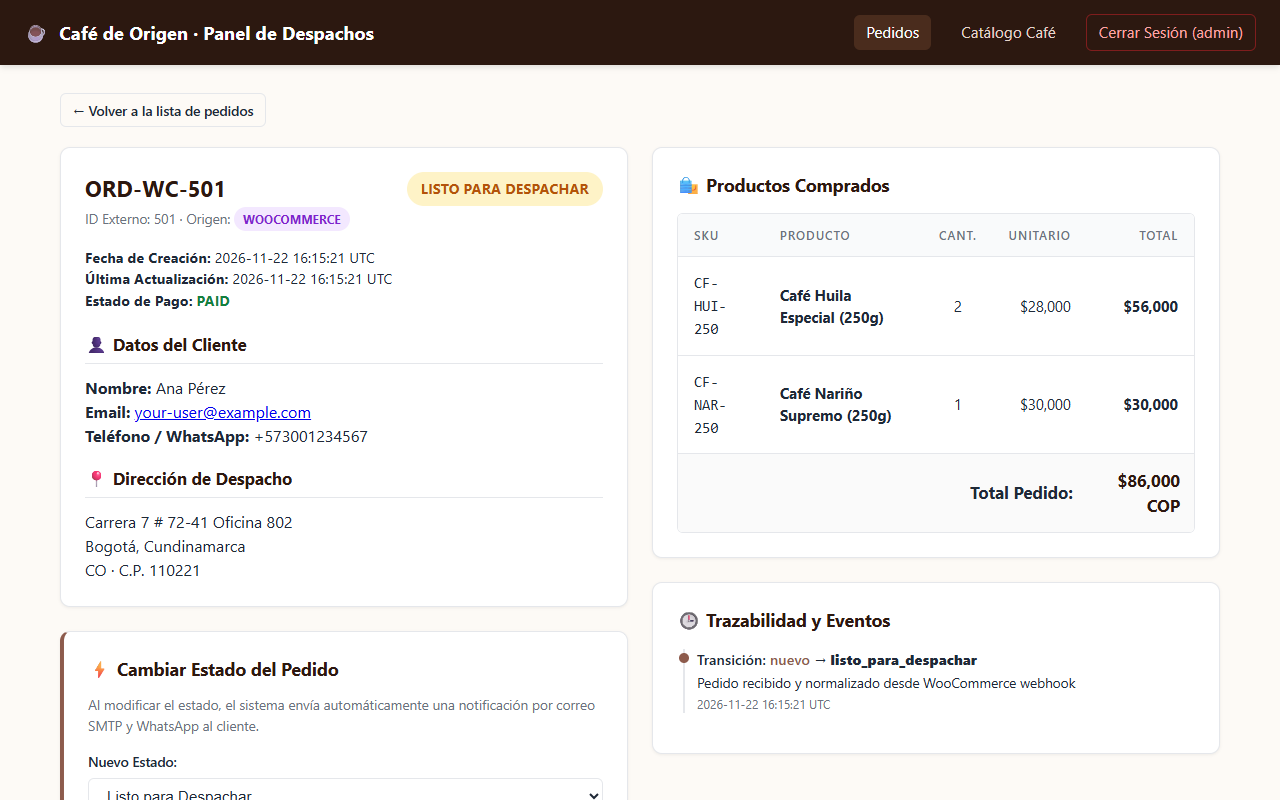 Café de Origen · Panel de Despachos
Pedidos
Catálogo Café
Cerrar Sesión (admin)
← Volver a la lista de pedidos
ORD-WC-501
LISTO PARA DESPACHAR
ID Externo: 501 · Origen: WOOCOMMERCE
Fecha de Creación: 2026-11-22 16:15:21 UTC
Última Actualización: 2026-11-22 16:15:21 UTC
Estado de Pago: PAID
Datos del Cliente
Nombre: Ana Pérez
Email: your-user@example.com
Teléfono / WhatsApp: +573001234567
Dirección de Despacho
Carrera 7 # 72-41 Oficina 802
Bogotá, Cundinamarca
CO · C.P. 110221
Cambiar Estado del Pedido
Al modificar el estado, el sistema envía automáticamente una notificación por correo
SMTP y WhatsApp al cliente.
Nuevo Estado:
Listo para Despachar
Productos Comprados
SKU PRODUCTO CANT. UNITARIO TOTAL
CF-
HUI-
250
Café Huila
Especial (250g)
2
$28,000
$56,000
CF-
NAR-
250
Café Nariño
Supremo (250g)
1
$30,000
$30,000
Total Pedido:
$86,000
COP
Trazabilidad y Eventos
Transición: nuevo → listo_para_despachar
Pedido recibido y normalizado desde WooCommerce webhook
2026-11-22 16:15:21 UTC